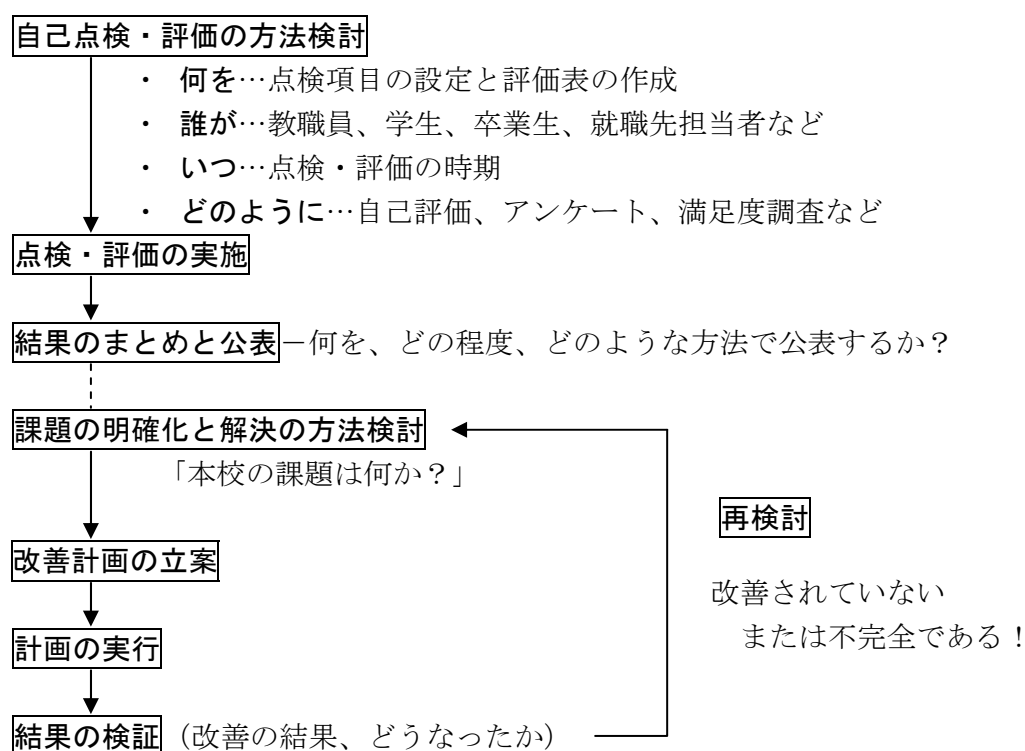 自己点検・評価の方法検討
・ 何を…点検項目の設定と評価表の作成
・ 誰が…教職員、学生、卒業生、就職先担当者など
・ いつ…点検・評価の時期
・ どのように…自己評価、アンケート、満足度調査など
点検・評価の実施
結果のまとめと公表－何を、どの程度、どのような方法で公表するか？
課題の明確化と解決の方法検討
「本校の課題は何か？」
再検討
改善計画の立案
改善されていない
または不完全である！
計画の実行
結果の検証（改善の結果、どうなったか）